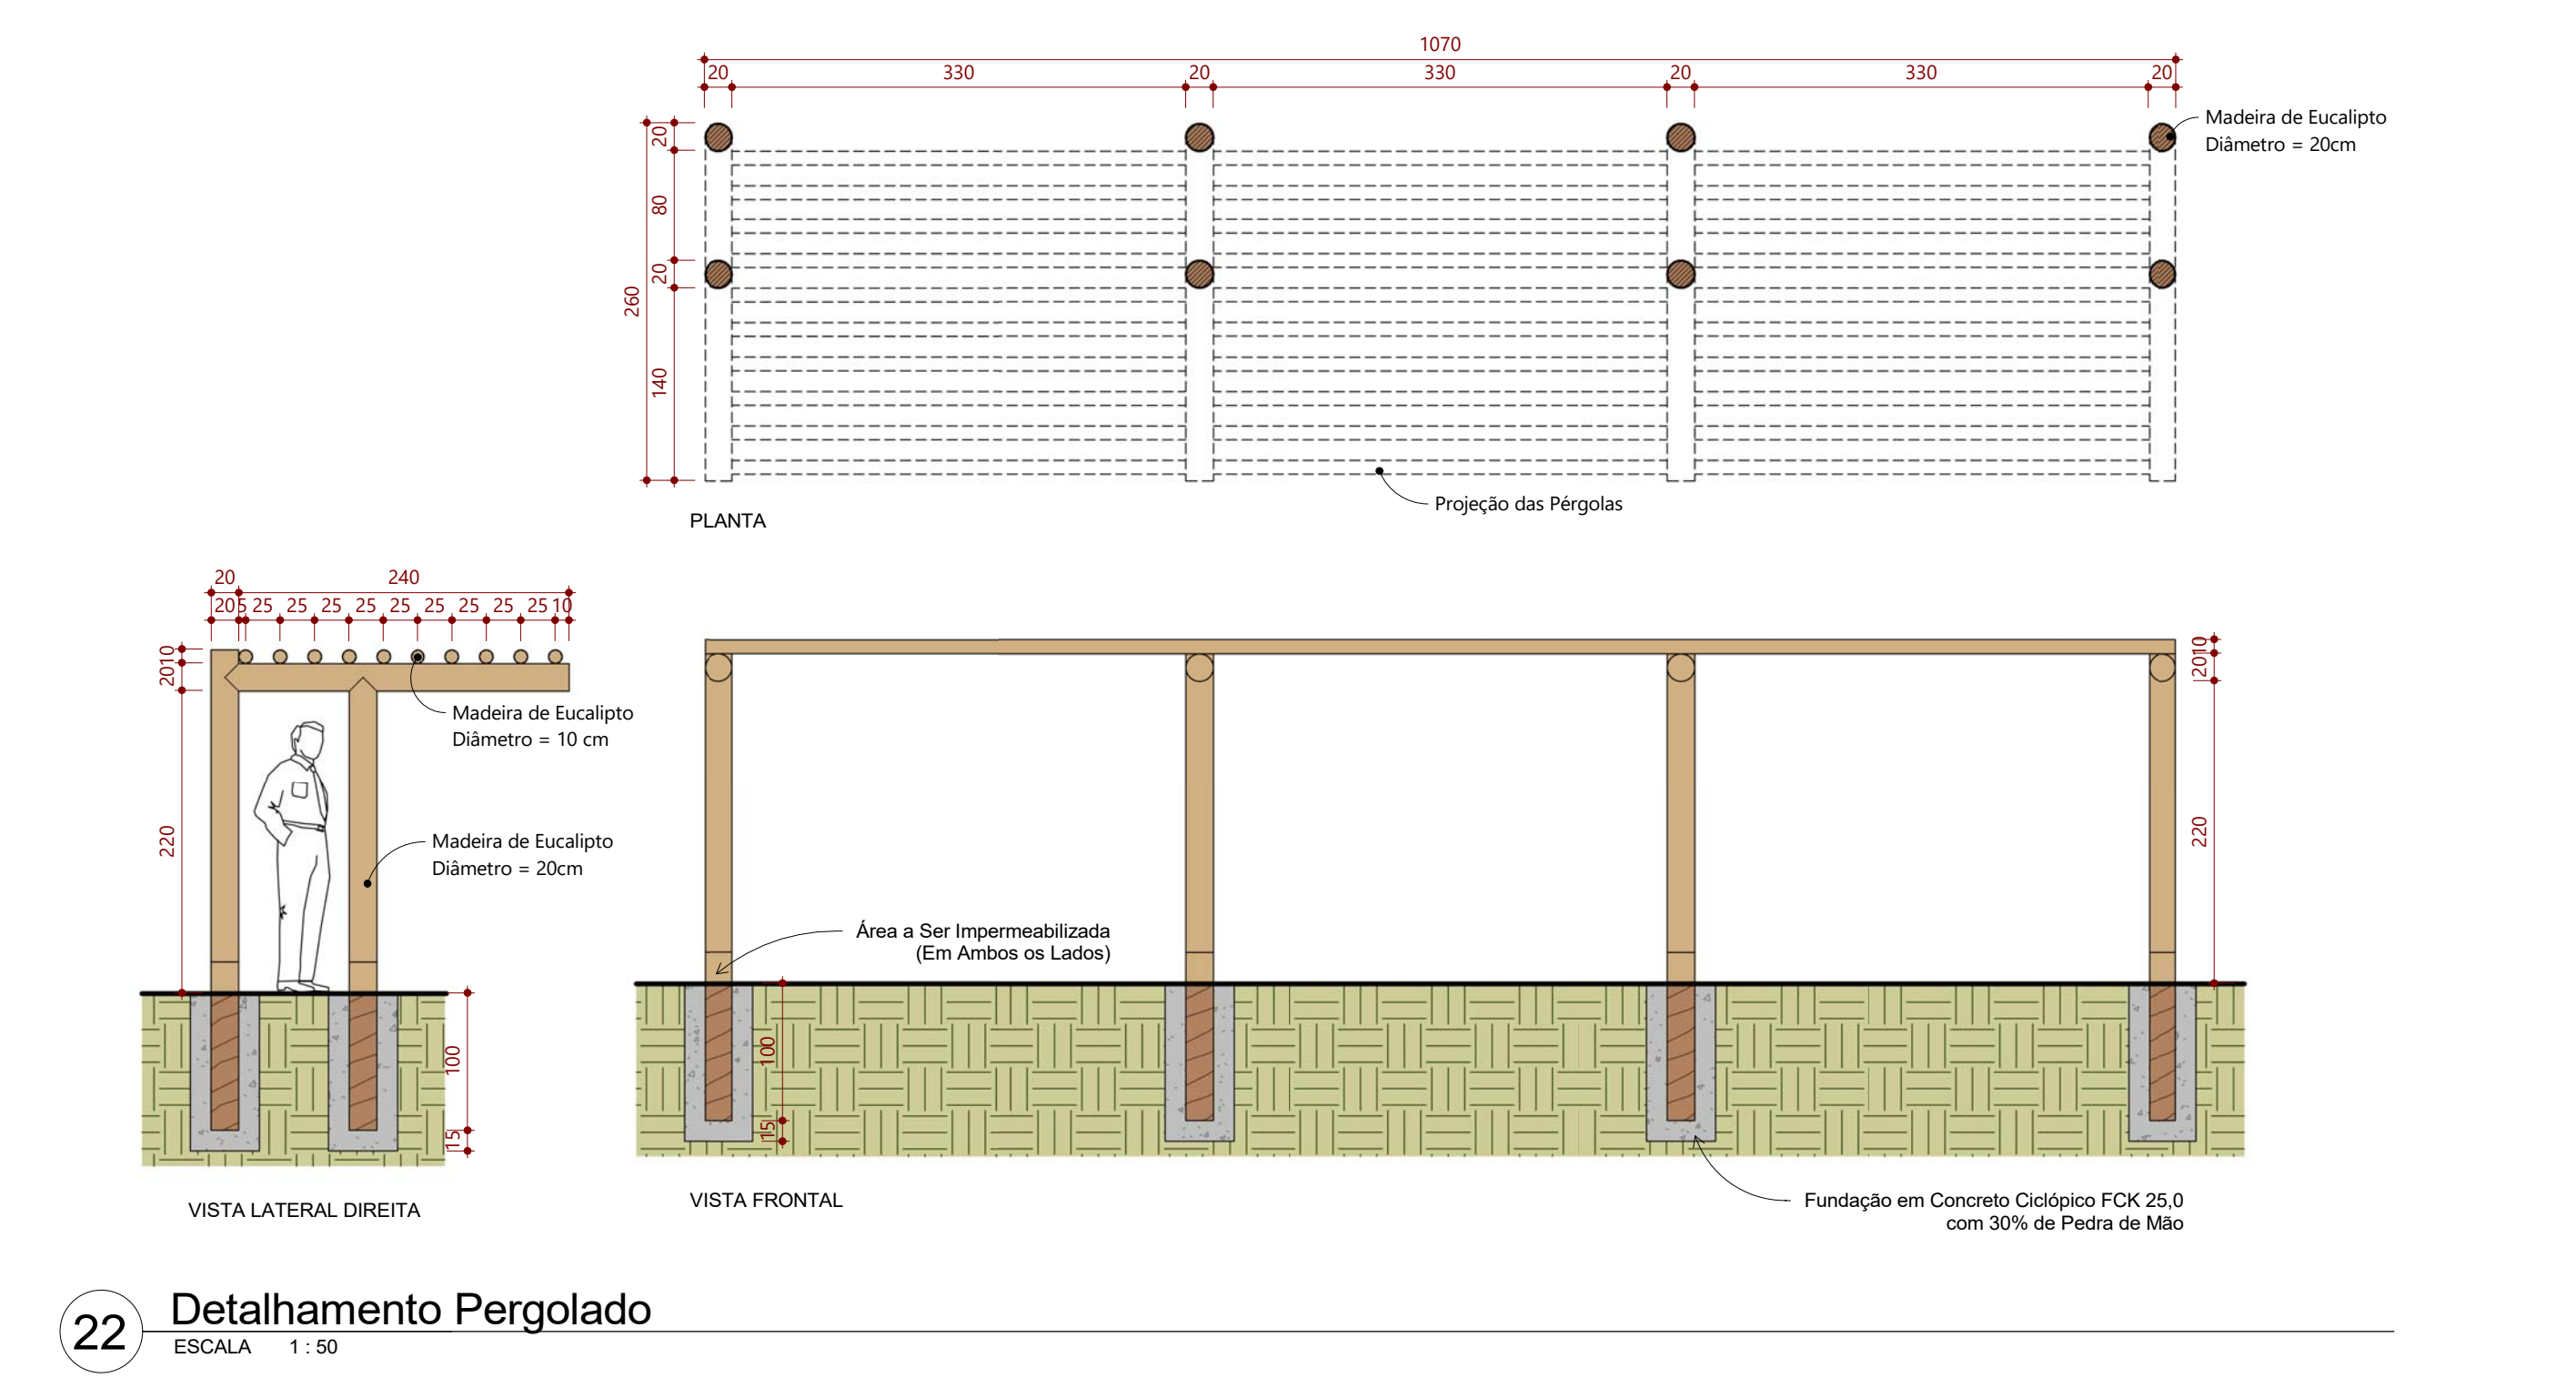 1070
20 330 20 330 20 330 20
Madeira de Eucalipto
Diâmetro = 20cm
20
80
20
260
140
Projeção das Pérgolas
PLANTA
20 240
20 5 25 25 25 25 25 25 25 25 25 10
10
20
220
Madeira de Eucalipto
Diâmetro = 10 cm
Madeira de Eucalipto
Diâmetro = 20cm
100
15
VISTA LATERAL DIREITA
10
20
220
Área a Ser Impermeabilizada
(Em Ambos os Lados)
100
15
VISTA FRONTAL
Fundação em Concreto Ciclópico FCK 25,0
com 30% de Pedra de Mão
22 Detalhamento Pergolado
ESCALA 1 : 50